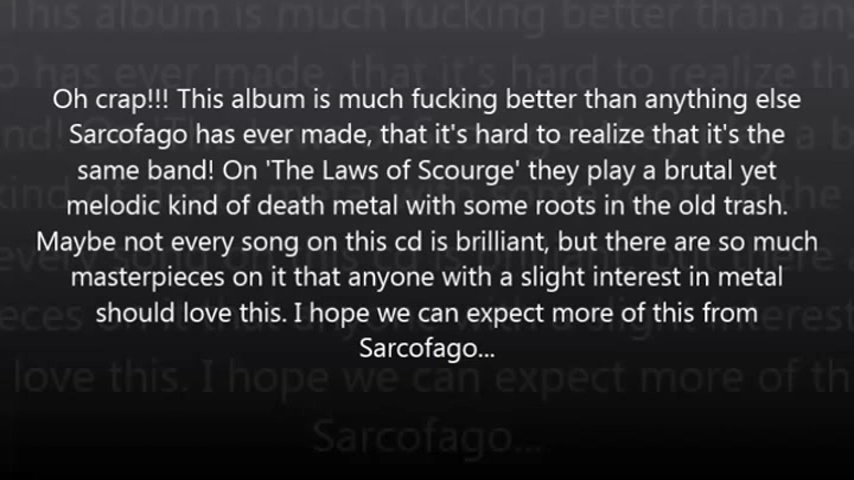 Oh crap!!! This album is much fucking better than anything else
Sarcofago has ever made, that it's hard to realize that it's the
same band! On 'The Laws of Scourge' they play a brutal yet
melodic kind of death metal with some roots in the old trash.
Maybe not every song on this cd is brilliant, but there are so much
masterpieces on it that anyone with a slight interest in metal
should love this. I hope we can expect more of this from
Sarcofago...